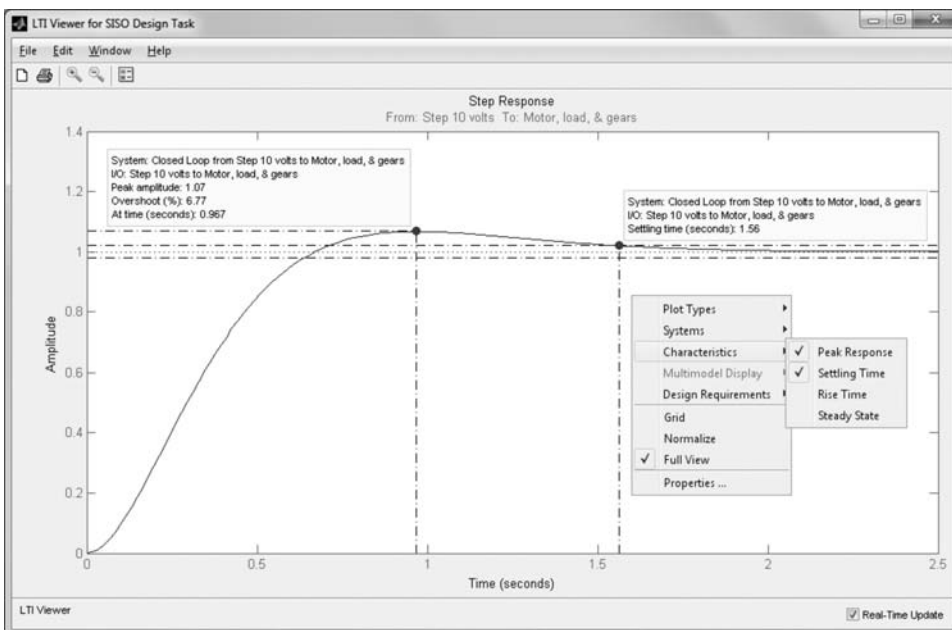 LTI Viewer for SISO Design Task
File Edit Window Help
Step Response
From: Step 10 volts To: Motor, load, & gears
System: Closed Loop from Step 10 volts to Motor, load, & gears
I/O: Step 10 volts to Motor, load, & gears
Peak amplitude: 1.07
Overshoot (%): 6.77
At time (seconds): 0.967
System: Closed Loop from Step 10 volts to Motor, load, & gears
I/O: Step 10 volts to Motor, load, & gears
Settling time (seconds): 1.56
Amplitude
1.4
1.2
1
0.8
0.6
0.4
0.2
0
Plot Types
Systems
Characteristics
Multimodel Display
Design Requirements
Grid
Normalize
Full View
Properties ...
Peak Response
Settling Time
Rise Time
Steady State
0 0.5 1 1.5 2 2.5
Time (seconds)
LTI Viewer
Real-Time Update